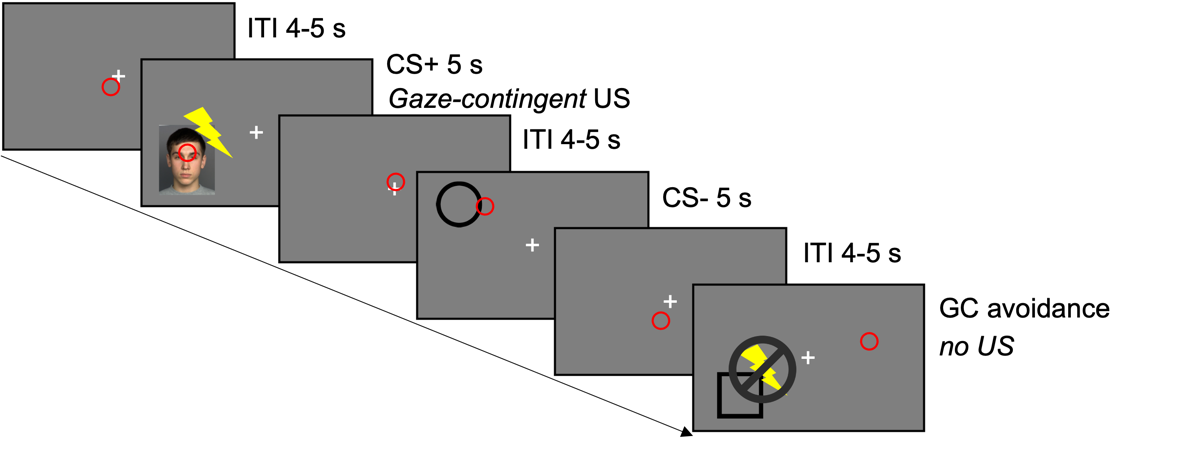 ITI 4-5 s
CS+ 5 s
Gaze-contingent US
ITI 4-5 s
CS- 5 s
ITI 4-5 s
GC avoidance
no US